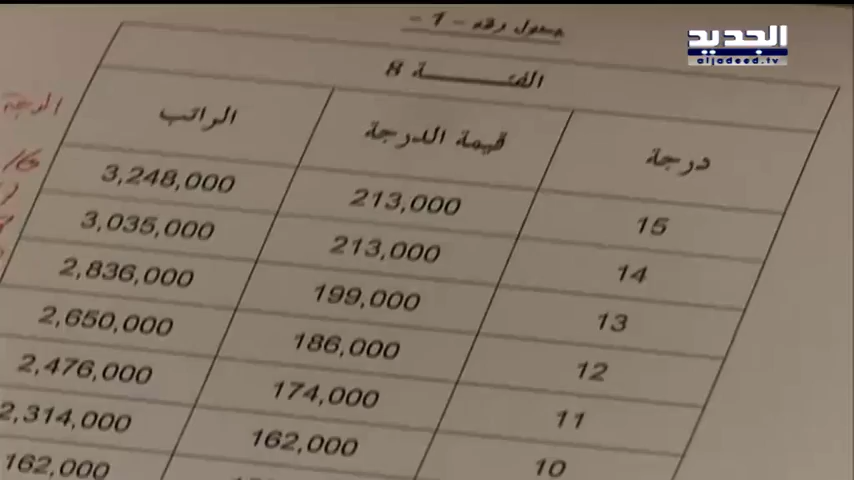 جدول رقم - 1 -
الجديد
aljadeed.tv
الفئـــــــة 8
درجة قيمة الدرجة الراتب
15 213,000 3,248,000
14 213,000 3,035,000
13 199,000 2,836,000
12 186,000 2,650,000
11 174,000 2,476,000
10 162,000 2,314,000
162,000